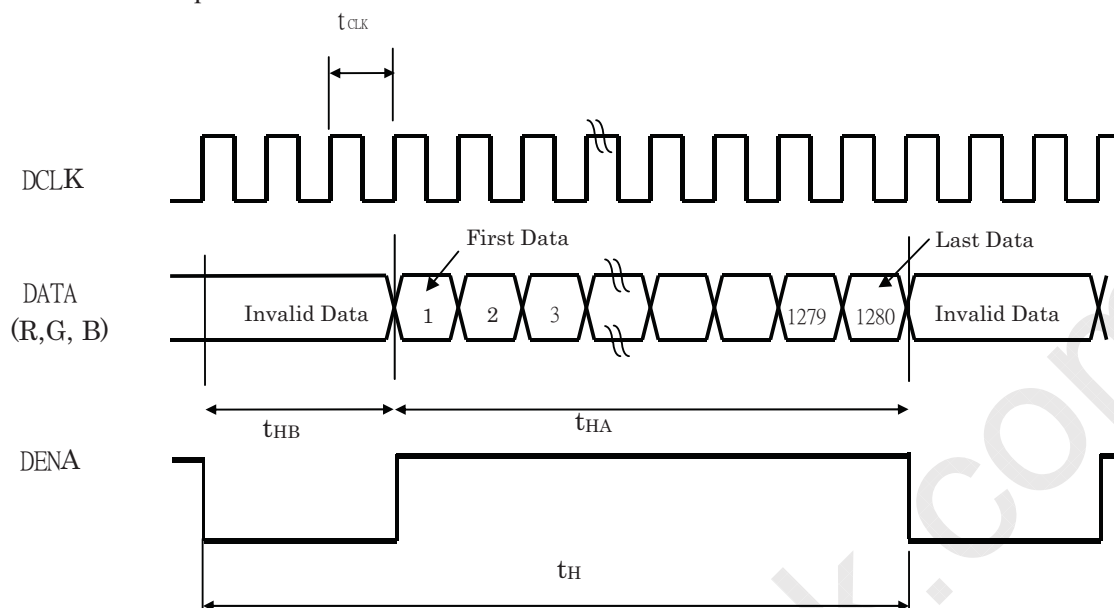 tCLK
DCLK
First Data
Last Data
DATA
(R,G, B)
Invalid Data
1
2
3
1279
1280
Invalid Data
tHB
tHA
DENA
tH